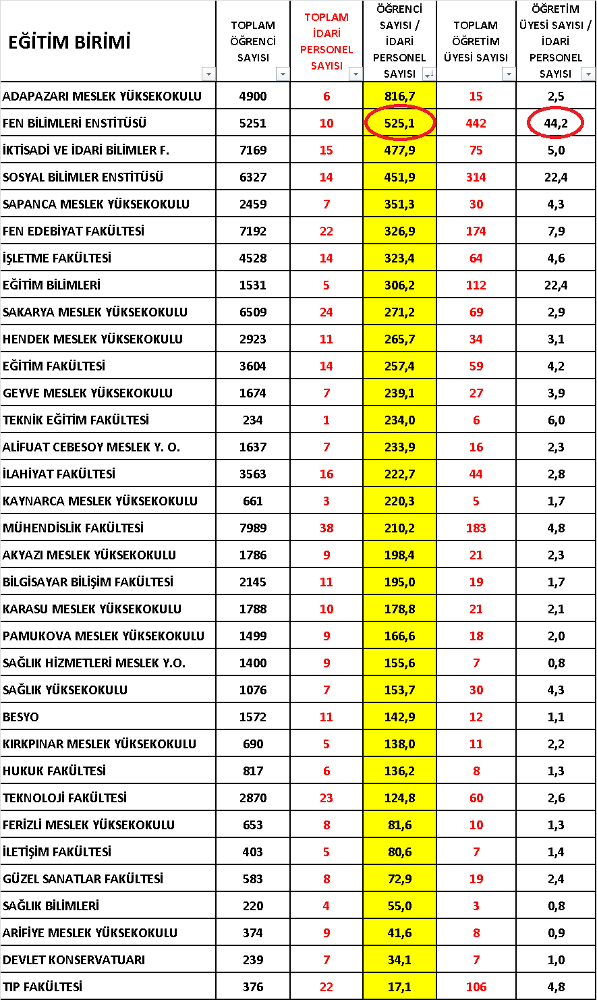 EĞİTİM BİRİMİ
TOPLAM
ÖĞRENCİ
SAYISI
TOPLAM
İDARİ
PERSONEL
SAYISI
ÖĞRENCİ
SAYISI /
İDARİ
PERSONEL
SAYISI
TOPLAM
ÖĞRETİM
ÜYESİ SAYISI
ÖĞRETİM
ÜYESİ SAYISI /
İDARİ
PERSONEL
SAYISI
ADAPAZARI MESLEK YÜKSEKOKULU 4900 6 816,7 15 2,5
FEN BİLİMLERİ ENSTİTÜSÜ 5251 10 525,1 442 44,2
İKTİSADİ VE İDARİ BİLİMLER F. 7169 15 477,9 75 5,0
SOSYAL BİLİMLER ENSTİTÜSÜ 6327 14 451,9 314 22,4
SAPANCA MESLEK YÜKSEKOKULU 2459 7 351,3 30 4,3
FEN EDEBİYAT FAKÜLTESİ 7192 22 326,9 174 7,9
İŞLETME FAKÜLTESİ 4528 14 323,4 64 4,6
EĞİTİM BİLİMLERİ 1531 5 306,2 112 22,4
SAKARYA MESLEK YÜKSEKOKULU 6509 24 271,2 69 2,9
HENDEK MESLEK YÜKSEKOKULU 2923 11 265,7 34 3,1
EĞİTİM FAKÜLTESİ 3604 14 257,4 59 4,2
GEYVE MESLEK YÜKSEKOKULU 1674 7 239,1 27 3,9
TEKNİK EĞİTİM FAKÜLTESİ 234 1 234,0 6 6,0
ALİFUAT CEBESOY MESLEK Y. O. 1637 7 233,9 16 2,3
İLAHİYAT FAKÜLTESİ 3563 16 222,7 44 2,8
KAYNARCA MESLEK YÜKSEKOKULU 661 3 220,3 5 1,7
MÜHENDİSLİK FAKÜLTESİ 7989 38 210,2 183 4,8
AKYAZI MESLEK YÜKSEKOKULU 1786 9 198,4 21 2,3
BİLGİSAYAR BİLİŞİM FAKÜLTESİ 2145 11 195,0 19 1,7
KARASU MESLEK YÜKSEKOKULU 1788 10 178,8 21 2,1
PAMUKOVA MESLEK YÜKSEKOKULU 1499 9 166,6 18 2,0
SAĞLIK HİZMETLERİ MESLEK Y.O. 1400 9 155,6 7 0,8
SAĞLIK YÜKSEKOKULU 1076 7 153,7 30 4,3
BESYO 1572 11 142,9 12 1,1
KIRKPINAR MESLEK YÜKSEKOKULU 690 5 138,0 11 2,2
HUKUK FAKÜLTESİ 817 6 136,2 8 1,3
TEKNOLOJİ FAKÜLTESİ 2870 23 124,8 60 2,6
FERİZLİ MESLEK YÜKSEKOKULU 653 8 81,6 10 1,3
İLETİŞİM FAKÜLTESİ 403 5 80,6 7 1,4
GÜZEL SANATLAR FAKÜLTESİ 583 8 72,9 19 2,4
SAĞLIK BİLİMLERİ 220 4 55,0 3 0,8
ARİFİYE MESLEK YÜKSEKOKULU 374 9 41,6 8 0,9
DEVLET KONSERVATUARI 239 7 34,1 7 1,0
TIP FAKÜLTESİ 376 22 17,1 106 4,8